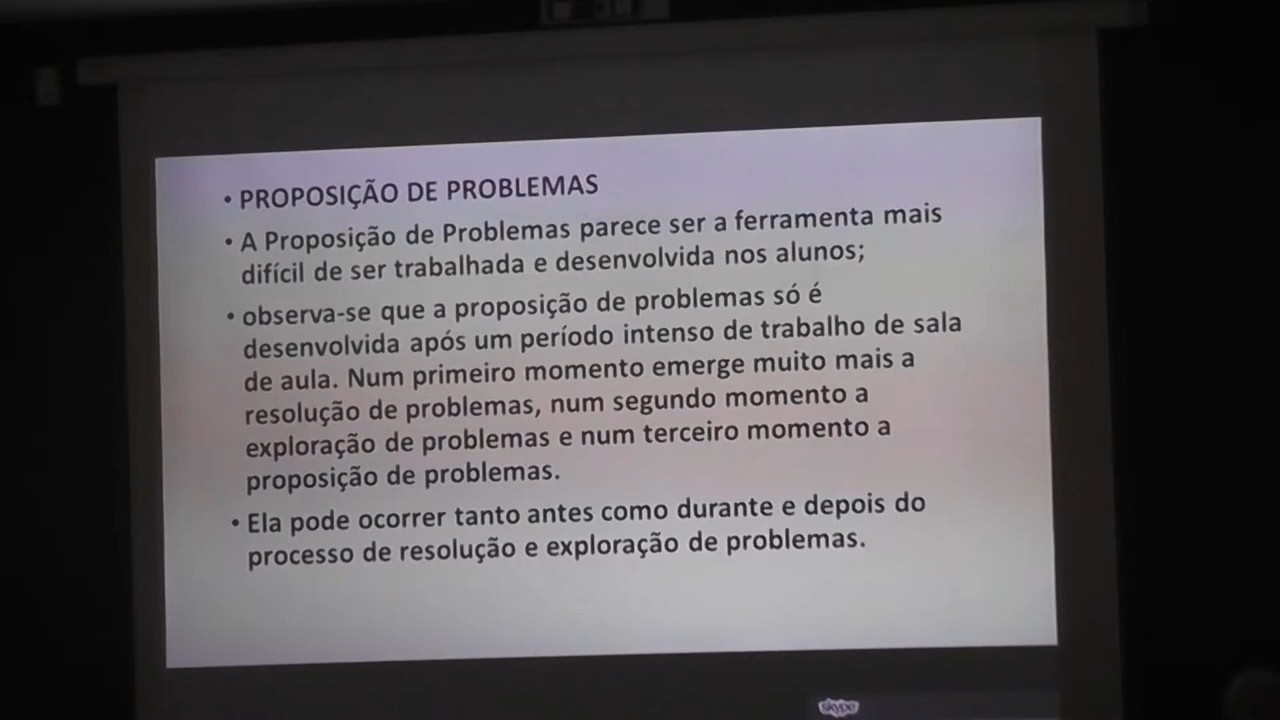 • PROPOSIÇÃO DE PROBLEMAS
• A Proposição de Problemas parece ser a ferramenta mais
difícil de ser trabalhada e desenvolvida nos alunos;
• observa-se que a proposição de problemas só é
desenvolvida após um período intenso de trabalho de sala
de aula. Num primeiro momento emerge muito mais a
resolução de problemas, num segundo momento a
exploração de problemas e num terceiro momento a
proposição de problemas.
• Ela pode ocorrer tanto antes como durante e depois do
processo de resolução e exploração de problemas.
skype